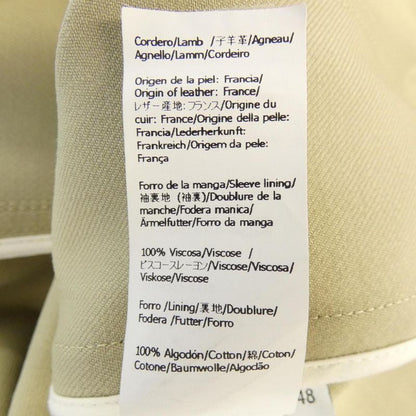 Cordero/Lamb /子羊革/Agneau/
Agnello/Lamm/Cordeiro
Origen de la piel: Francia/
Origin of leather: France/
レザー産地:フランス/Origine du
cuir: France/Origine della pelle:
Francia/Lederherkunft:
Frankreich/Origem da pele:
França
Forro de la manga/Sleeve lining/
袖裏地 (袖裏)/Doublure de la
manche/Fodera manica/
Ärmelfutter/Forro da manga
100% Viscosa/Viscose /
ビスコースレーヨン/Viscose/Viscosa/
Viskose/Viscose
Forro /Lining/裏地/Doublure/
Fodera /Futter/Forro
100% Algodón/Cotton/綿/Coton/
Cotone/Baumwolle/Algodão
48